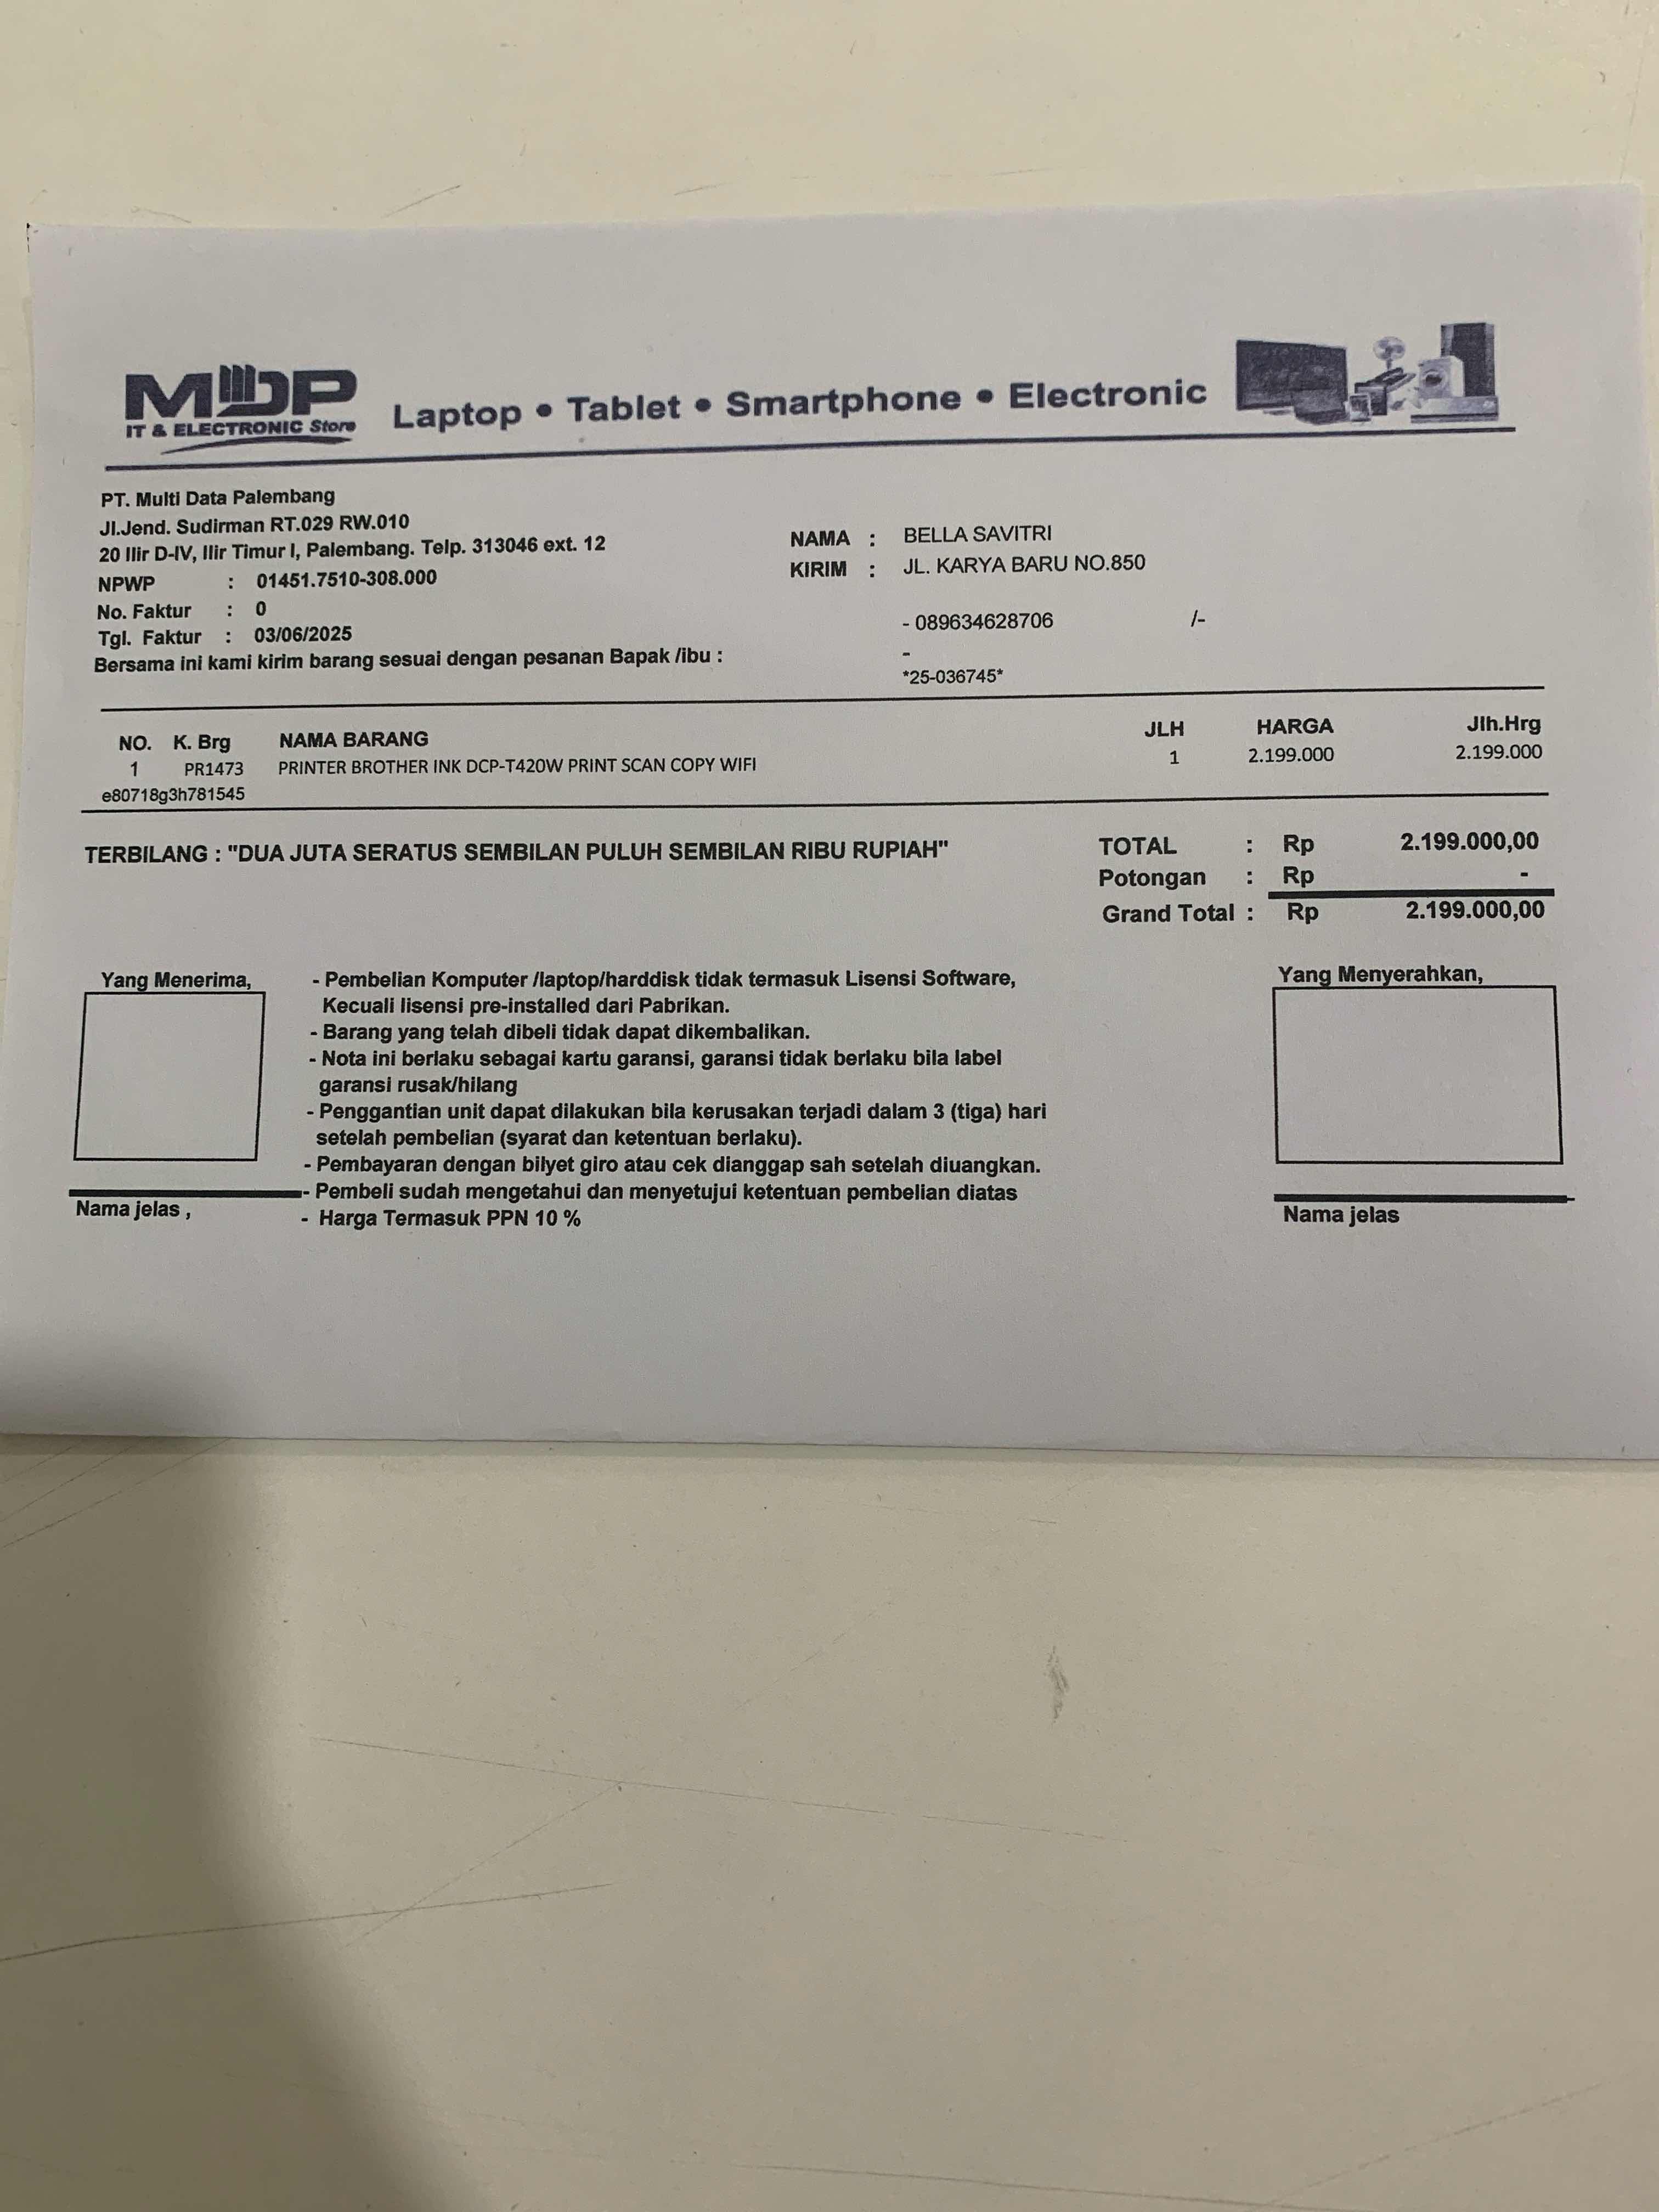 MDP
IT & ELECTRONIC Store
Laptop • Tablet • Smartphone • Electronic
PT. Multi Data Palembang
Jl.Jend. Sudirman RT.029 RW.010
20 Ilir D-IV, Ilir Timur I, Palembang. Telp. 313046 ext. 12
NPWP : 01451.7510-308.000
No. Faktur : 0
Tgl. Faktur : 03/06/2025
Bersama ini kami kirim barang sesuai dengan pesanan Bapak /ibu :
NAMA : BELLA SAVITRI
KIRIM : JL. KARYA BARU NO.850
- 089634628706 /-
-
*25-036745*
NO. K. Brg NAMA BARANG JLH HARGA Jlh.Hrg
1 PR1473 PRINTER BROTHER INK DCP-T420W PRINT SCAN COPY WIFI 1 2.199.000 2.199.000
e80718g3h781545
TERBILANG : "DUA JUTA SERATUS SEMBILAN PULUH SEMBILAN RIBU RUPIAH"
TOTAL : Rp 2.199.000,00
Potongan : Rp -
Grand Total : Rp 2.199.000,00
Yang Menerima,
- Pembelian Komputer /laptop/harddisk tidak termasuk Lisensi Software,
Kecuali lisensi pre-installed dari Pabrikan.
- Barang yang telah dibeli tidak dapat dikembalikan.
- Nota ini berlaku sebagai kartu garansi, garansi tidak berlaku bila label
garansi rusak/hilang
- Penggantian unit dapat dilakukan bila kerusakan terjadi dalam 3 (tiga) hari
setelah pembelian (syarat dan ketentuan berlaku).
- Pembayaran dengan bilyet giro atau cek dianggap sah setelah diuangkan.
- Pembeli sudah mengetahui dan menyetujui ketentuan pembelian diatas
- Harga Termasuk PPN 10 %
Nama jelas ,
Yang Menyerahkan,
Nama jelas